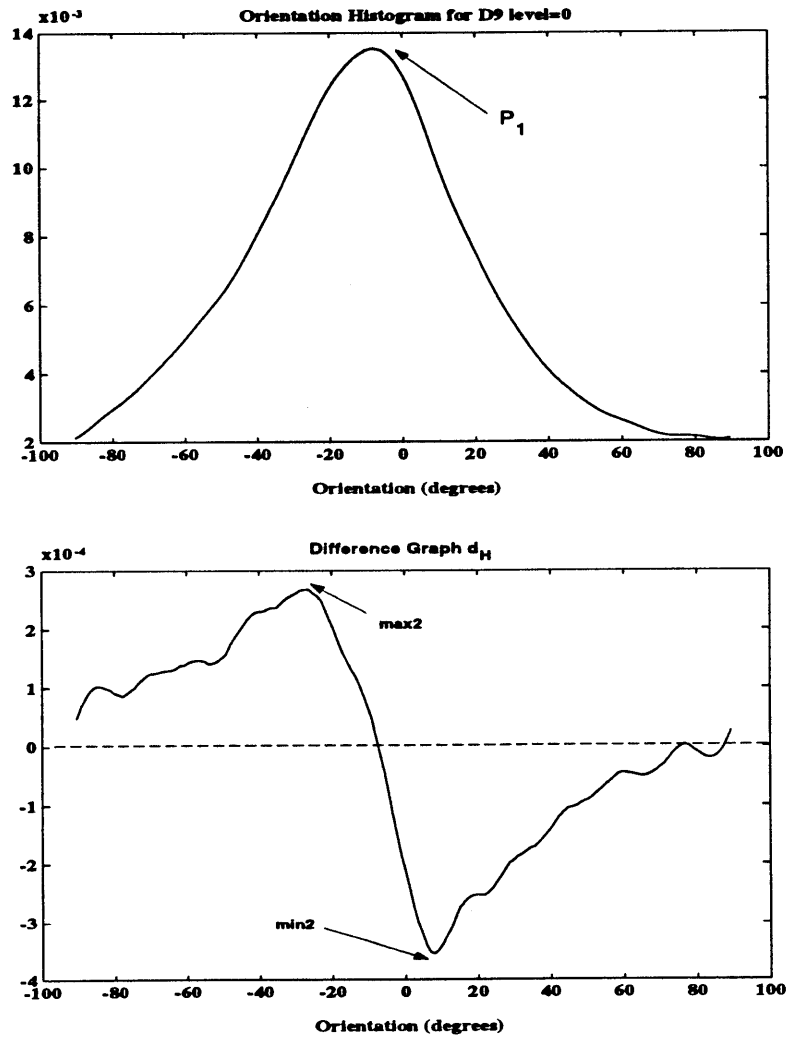 x10⁻³ Orientation Histogram for D9 level=0
14
12
10
8
6
4
2
P₁
-100 -80 -60 -40 -20 0 20 40 60 80 100
Orientation (degrees)
x10⁻⁴ Difference Graph d_H
3
2
1
0
-1
-2
-3
-4
max2
min2
-100 -80 -60 -40 -20 0 20 40 60 80 100
Orientation (degrees)